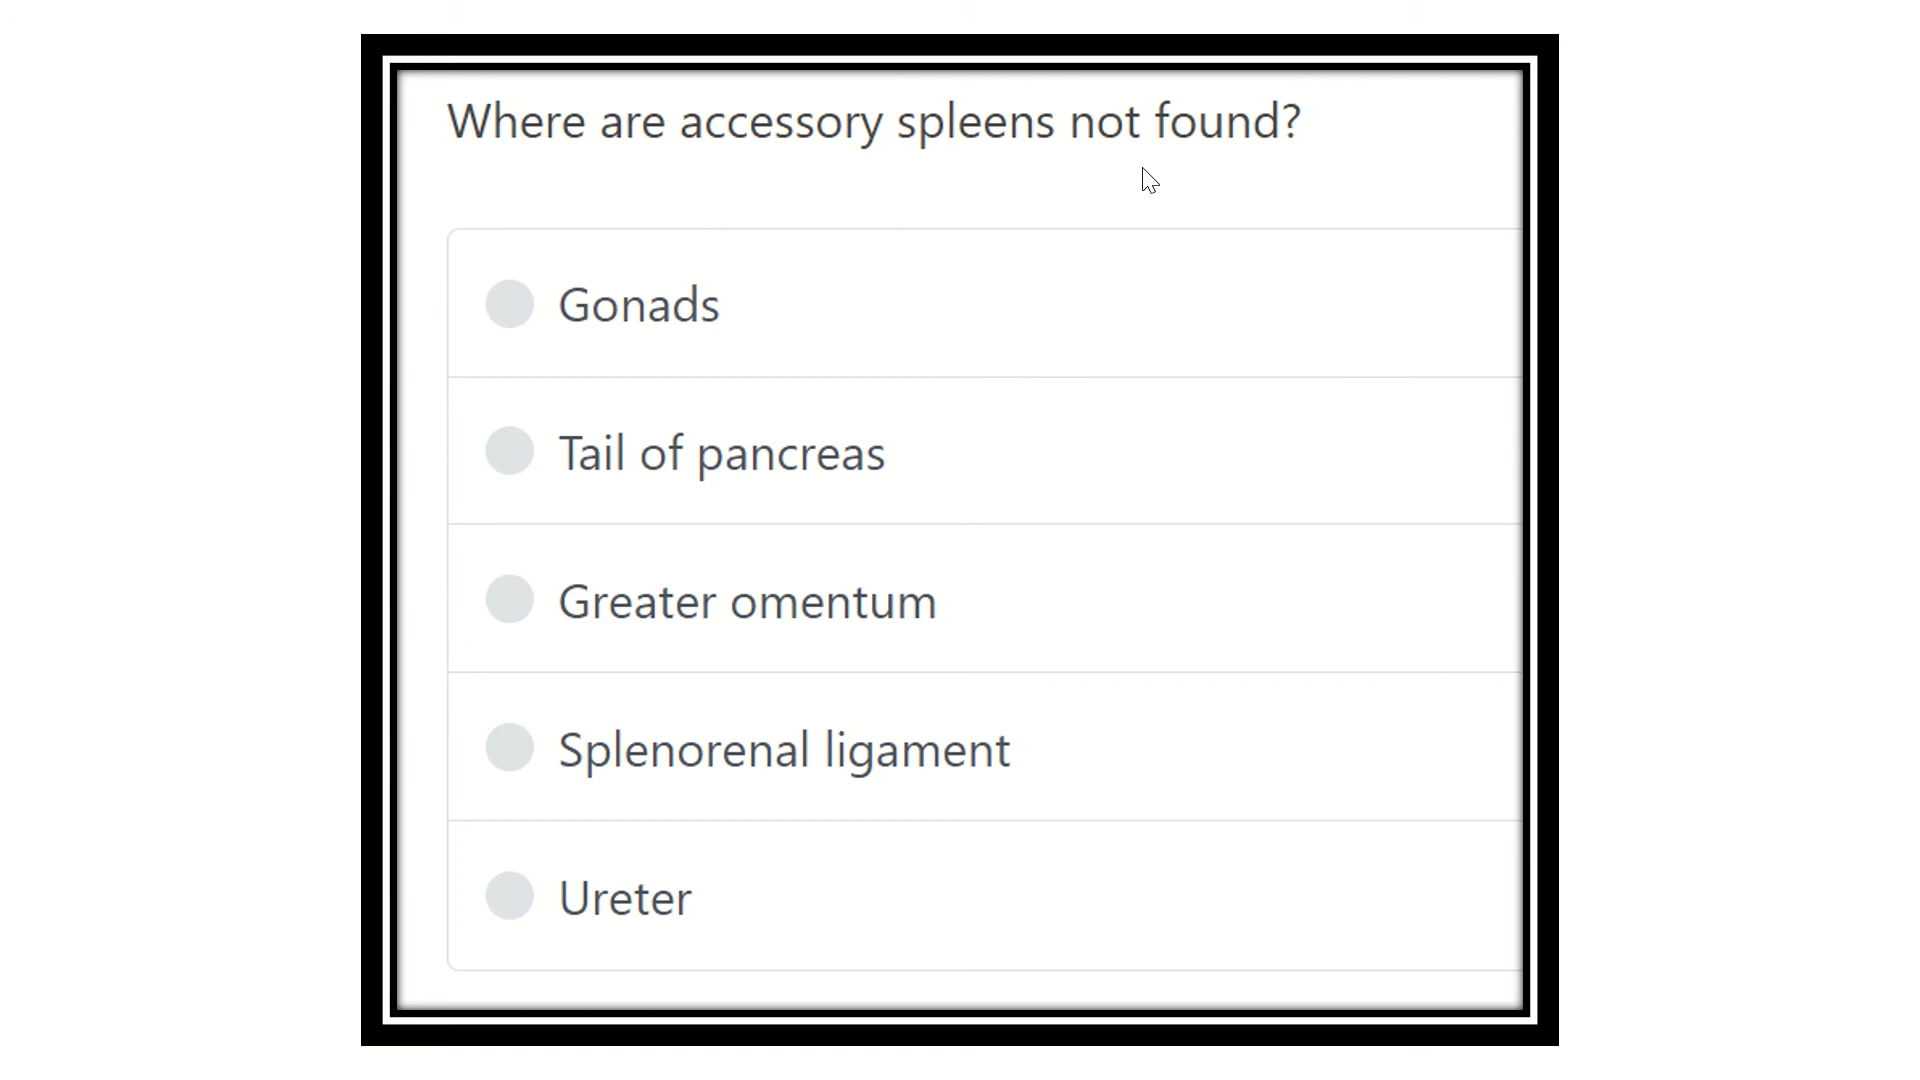 Where are accessory spleens not found?
Gonads
Tail of pancreas
Greater omentum
Splenorenal ligament
Ureter